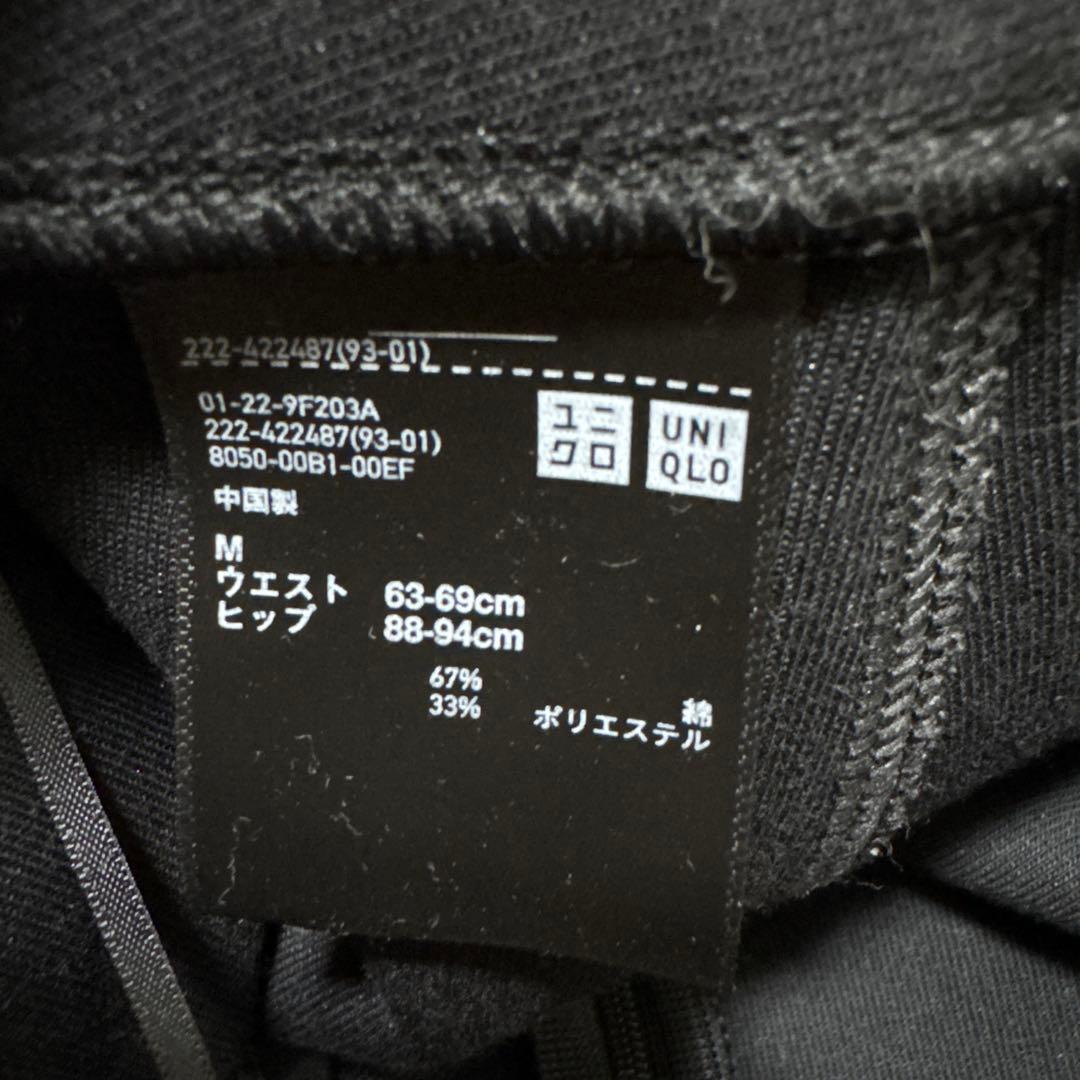 222-422487(93-01)
01-22-9F203A
222-422487(93-01)
8050-00B1-00EF
ユニ
クロ
UNI
QLO
中国製
M
ウエスト 63-69cm
ヒップ 88-94cm
67% 綿
33% ポリエステル